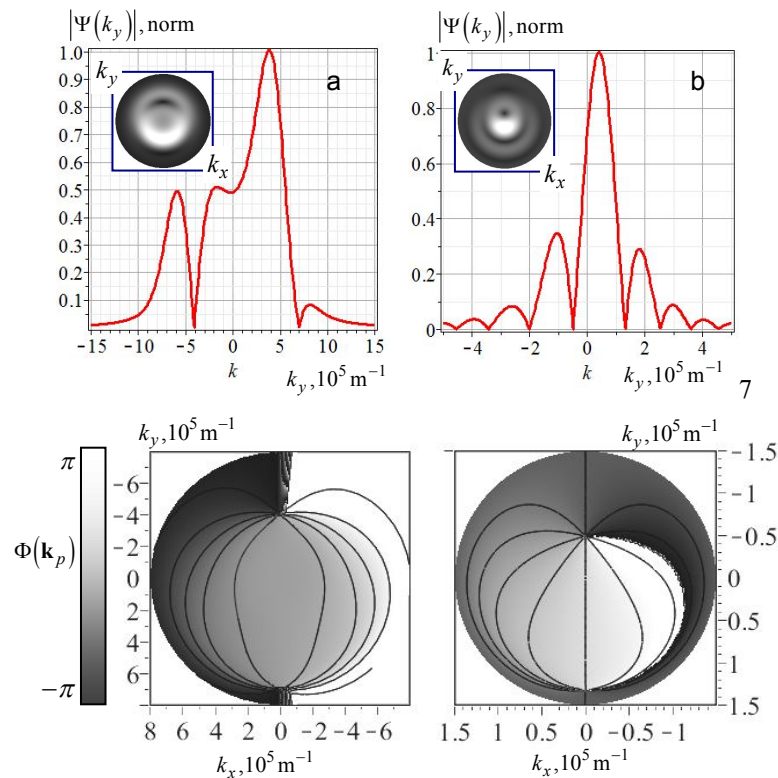 |Ψ(k_y)|, norm
1.0
0.9
0.8
0.7
0.6
0.5
0.4
0.3
0.2
0.1
a
k_y
k_x
−15 −10 −5 0 5 10 15
k k_y, 10^5 m^−1
|Ψ(k_y)|, norm
1.0
0.8
0.6
0.4
0.2
0
b
k_y
k_x
−4 −2 0 2 4
k k_y, 10^5 m^−1
7
π
Φ(k_p)
−π
k_y, 10^5 m^−1
−6
−4
−2
0
2
4
6
8 6 4 2 0 −2 −4 −6
k_x, 10^5 m^−1
k_y, 10^5 m^−1
−1.5
−1
−0.5
0
0.5
1
1.5
1.5 1 0.5 0 −0.5 −1
k_x, 10^5 m^−1